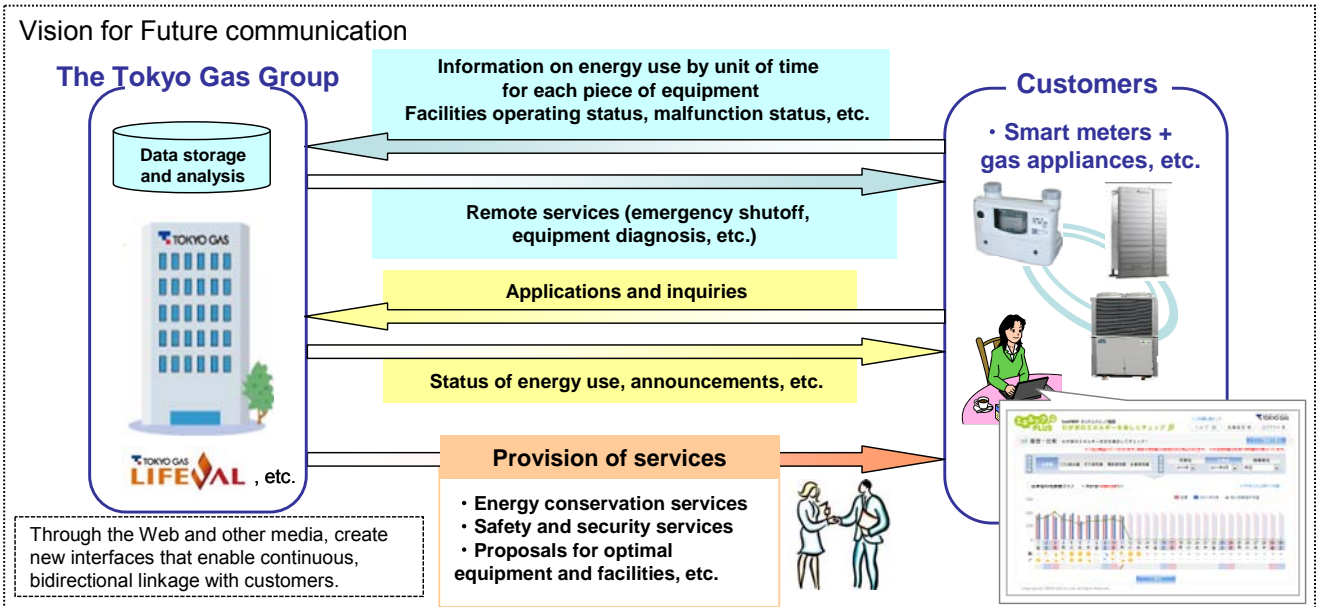 Vision for Future communication
The Tokyo Gas Group
Data storage
and analysis
TOKYO GAS
TOKYO GAS
LIFEVAL , etc.
Through the Web and other media, create
new interfaces that enable continuous,
bidirectional linkage with customers.
Information on energy use by unit of time
for each piece of equipment
Facilities operating status, malfunction status, etc.
Remote services (emergency shutoff,
equipment diagnosis, etc.)
Applications and inquiries
Status of energy use, announcements, etc.
Provision of services
・Energy conservation services
・Safety and security services
・Proposals for optimal
equipment and facilities, etc.
Customers
・Smart meters +
gas appliances, etc.
PLUS
TOKYO GAS